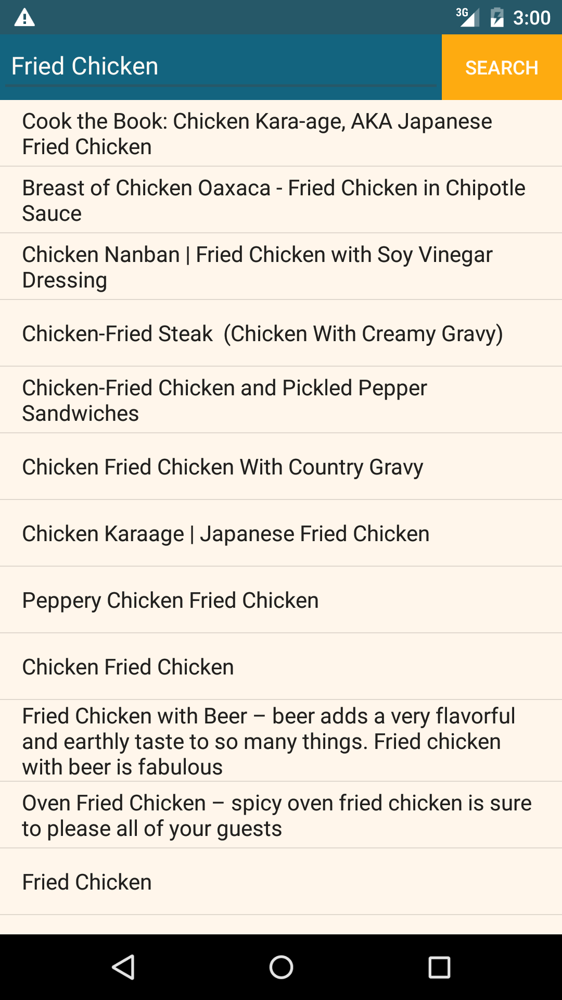 3G 3:00
Fried Chicken SEARCH
Cook the Book: Chicken Kara-age, AKA Japanese
Fried Chicken
Breast of Chicken Oaxaca - Fried Chicken in Chipotle
Sauce
Chicken Nanban | Fried Chicken with Soy Vinegar
Dressing
Chicken-Fried Steak  (Chicken With Creamy Gravy)
Chicken-Fried Chicken and Pickled Pepper
Sandwiches
Chicken Fried Chicken With Country Gravy
Chicken Karaage | Japanese Fried Chicken
Peppery Chicken Fried Chicken
Chicken Fried Chicken
Fried Chicken with Beer – beer adds a very flavorful
and earthly taste to so many things. Fried chicken
with beer is fabulous
Oven Fried Chicken – spicy oven fried chicken is sure
to please all of your guests
Fried Chicken